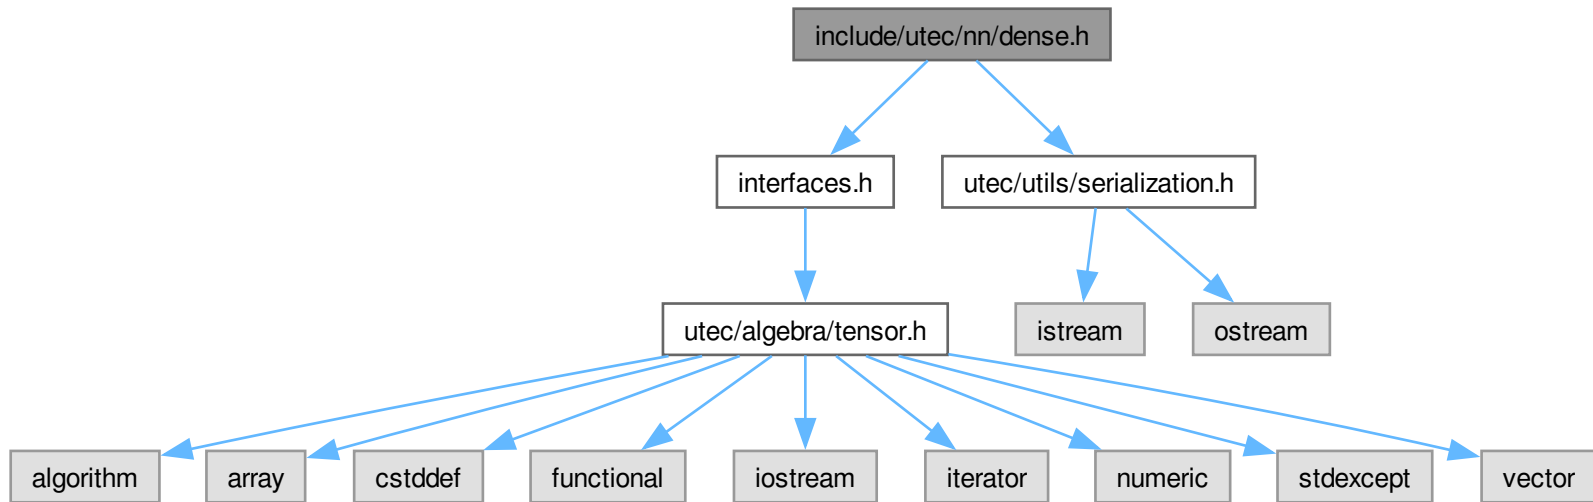 include/utec/nn/dense.h
interfaces.h
utec/utils/serialization.h
utec/algebra/tensor.h
istream
ostream
algorithm
array
cstddef
functional
iostream
iterator
numeric
stdexcept
vector